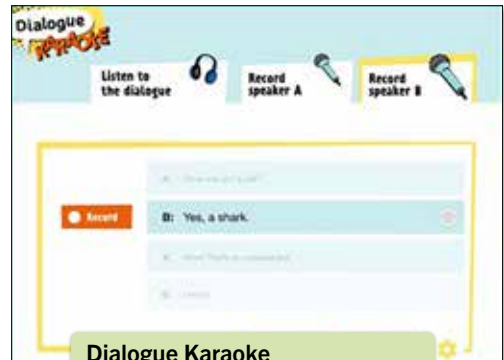 Dialogue
KARAOKE
Listen to
the dialogue
Record
speaker A
Record
speaker B
A:
Record
B: Yes, a shark.
A:
B:
Dialogue Karaoke